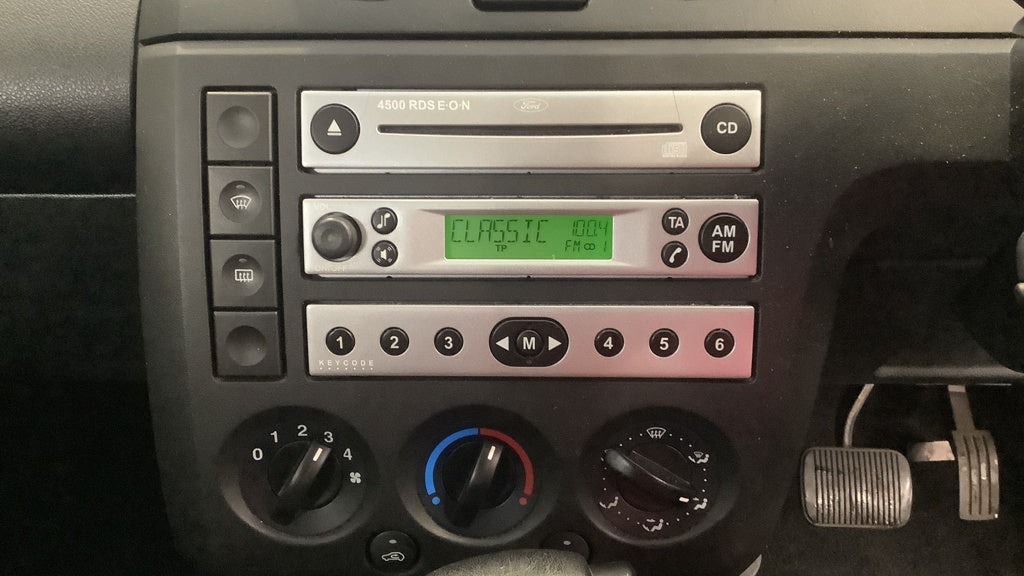 4500 RDS E·O·N
Ford
CD
VOL
CLASSIC 100.4
TP FM 1
TA
AM
FM
1 2 3 M 4 5 6
KEYCODE
0 1 2 3 4